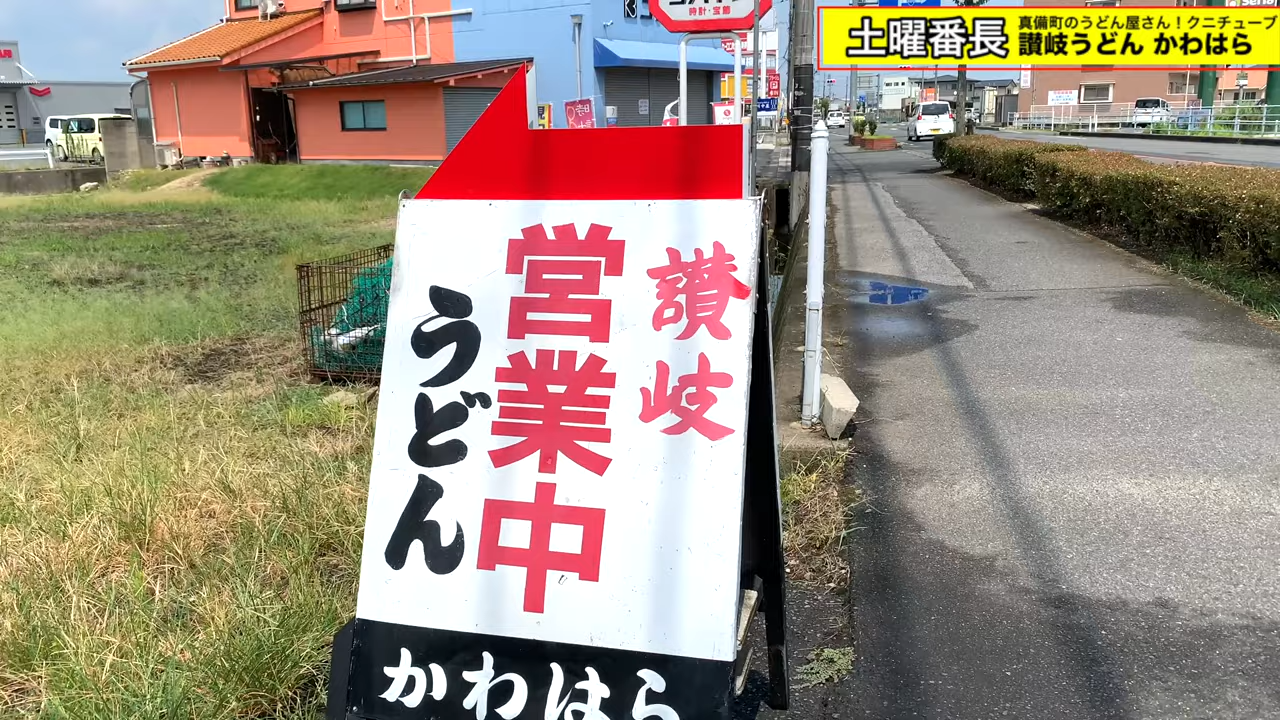 土曜番長
真備町のうどん屋さん！クニチューブ
讃岐うどん かわはら
時計・宝飾
讃岐
営業中
うどん
かわはら